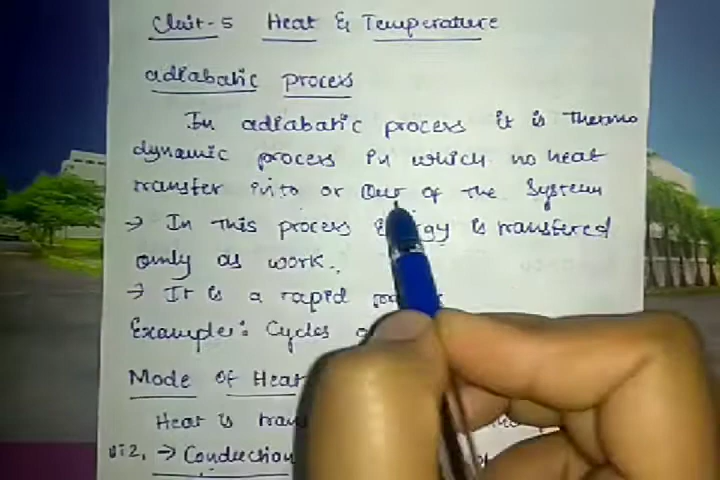 Unit-5 Heat & Temperature
adiabatic process
In adiabatic process it is Thermo
dynamic process in which no heat
transfer into or Out of the System
→ In this process is transferred
only as work.
→ It is a rapid
Example: Cycles
Mode of Heat
Heat is
viz, → Conduction